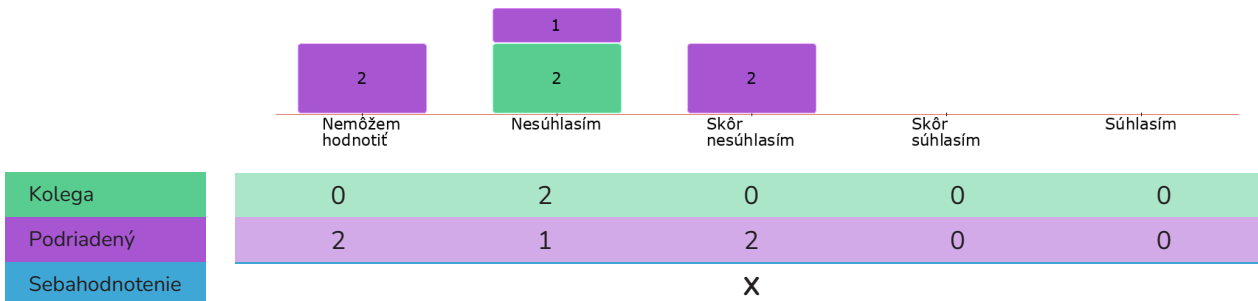 1
2
2
2
Nemôžem
hodnotiť
Nesúhlasím
Skôr
nesúhlasím
Skôr
súhlasím
Súhlasím
Kolega 0 2 0 0 0
Podriadený 2 1 2 0 0
Sebahodnotenie x